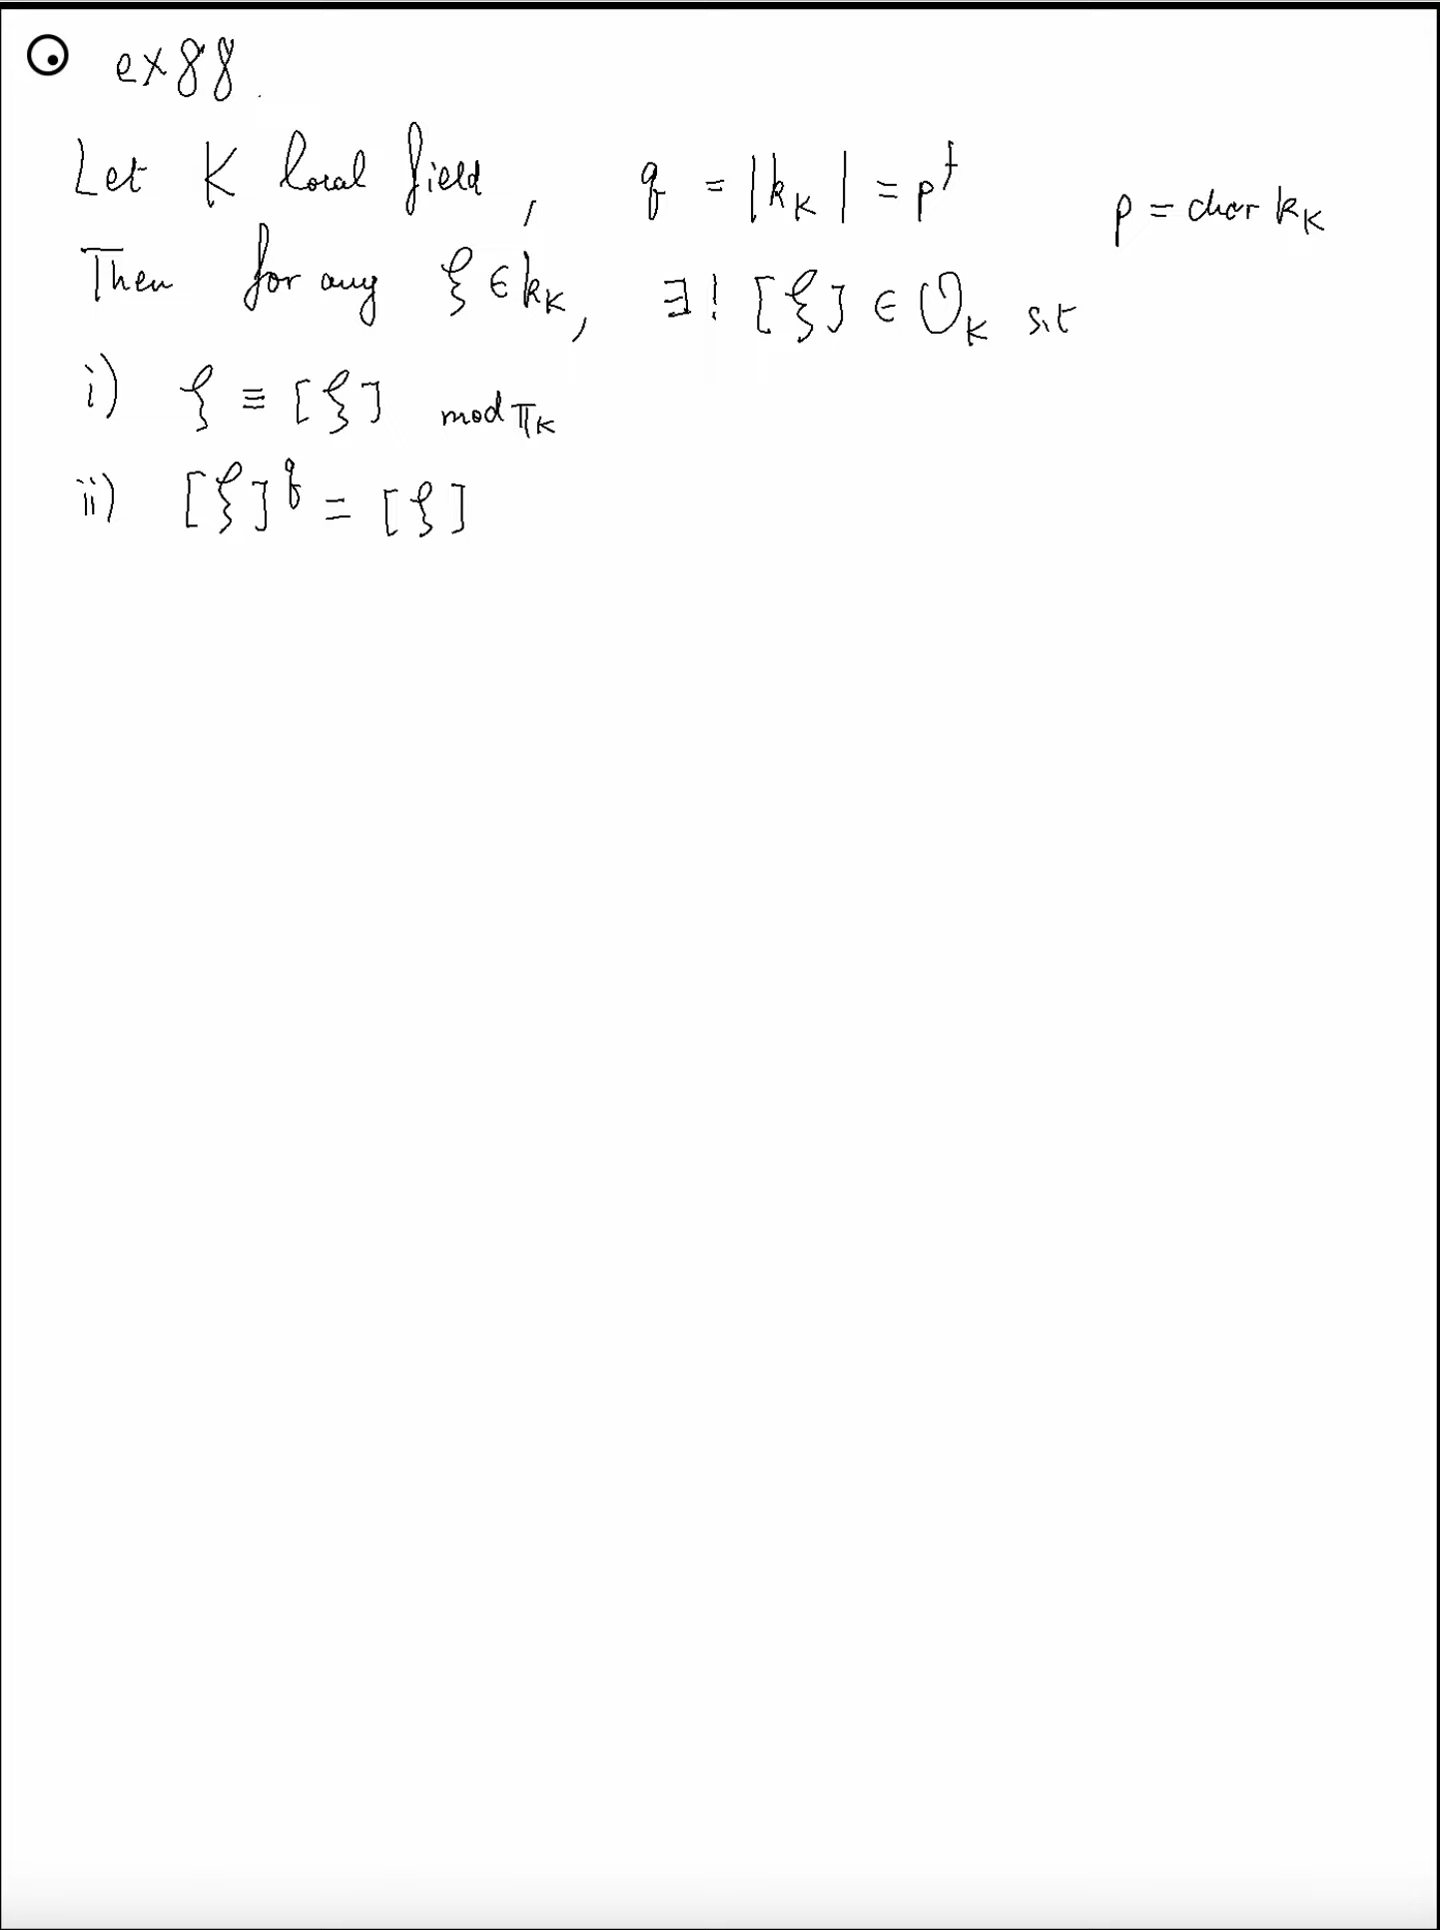 ⊙ ex 88.
Let K local field, q = |k_K| = p^f p = char k_K
Then for any ξ ∈ k_K, ∃! [ξ] ∈ O_K s.t
i) ξ ≡ [ξ] mod π_K
ii) [ξ]^q = [ξ]